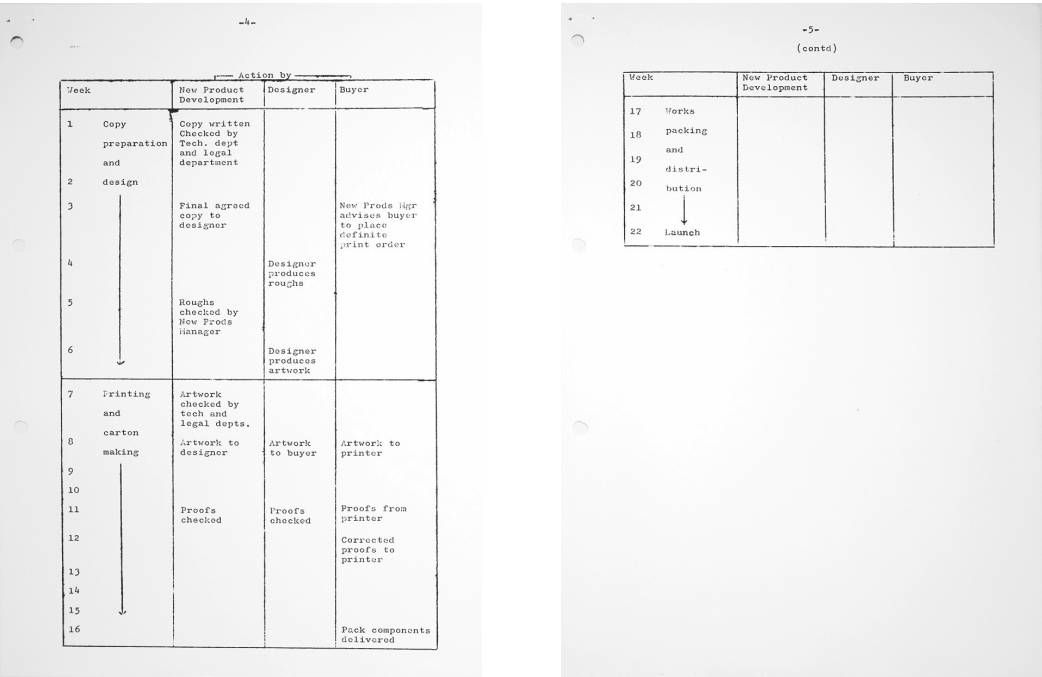 -4-
Action by
Week New Product Designer Buyer
Development
1 Copy Copy written
Checked by
preparation Tech. dept
and legal
and department
2 design
3 Final agreed New Prods Mgr
copy to advises buyer
designer to place
definite
print order
4 Designer
produces
roughs
5 Roughs
checked by
New Prods
Manager
6 Designer
produces
artwork
7 Printing Artwork
checked by
and tech and
legal depts.
carton
8 Artwork to Artwork Artwork to
making designer to buyer printer
9
10
11 Proofs Proofs Proofs from
checked checked printer
12 Corrected
proofs to
printer
13
14
15
16 Pack components
delivered
-5-
(contd)
Week New Product Designer Buyer
Development
17 Works
18 packing
and
19
distri-
20
bution
21
22 Launch